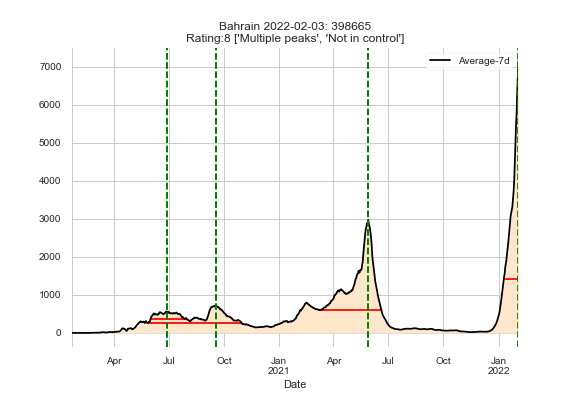 Bahrain 2022-02-03: 398665
Rating:8 ['Multiple peaks', 'Not in control']
Average-7d
7000
6000
5000
4000
3000
2000
1000
0
Apr Jul Oct Jan Apr Jul Oct Jan
2021 2022
Date